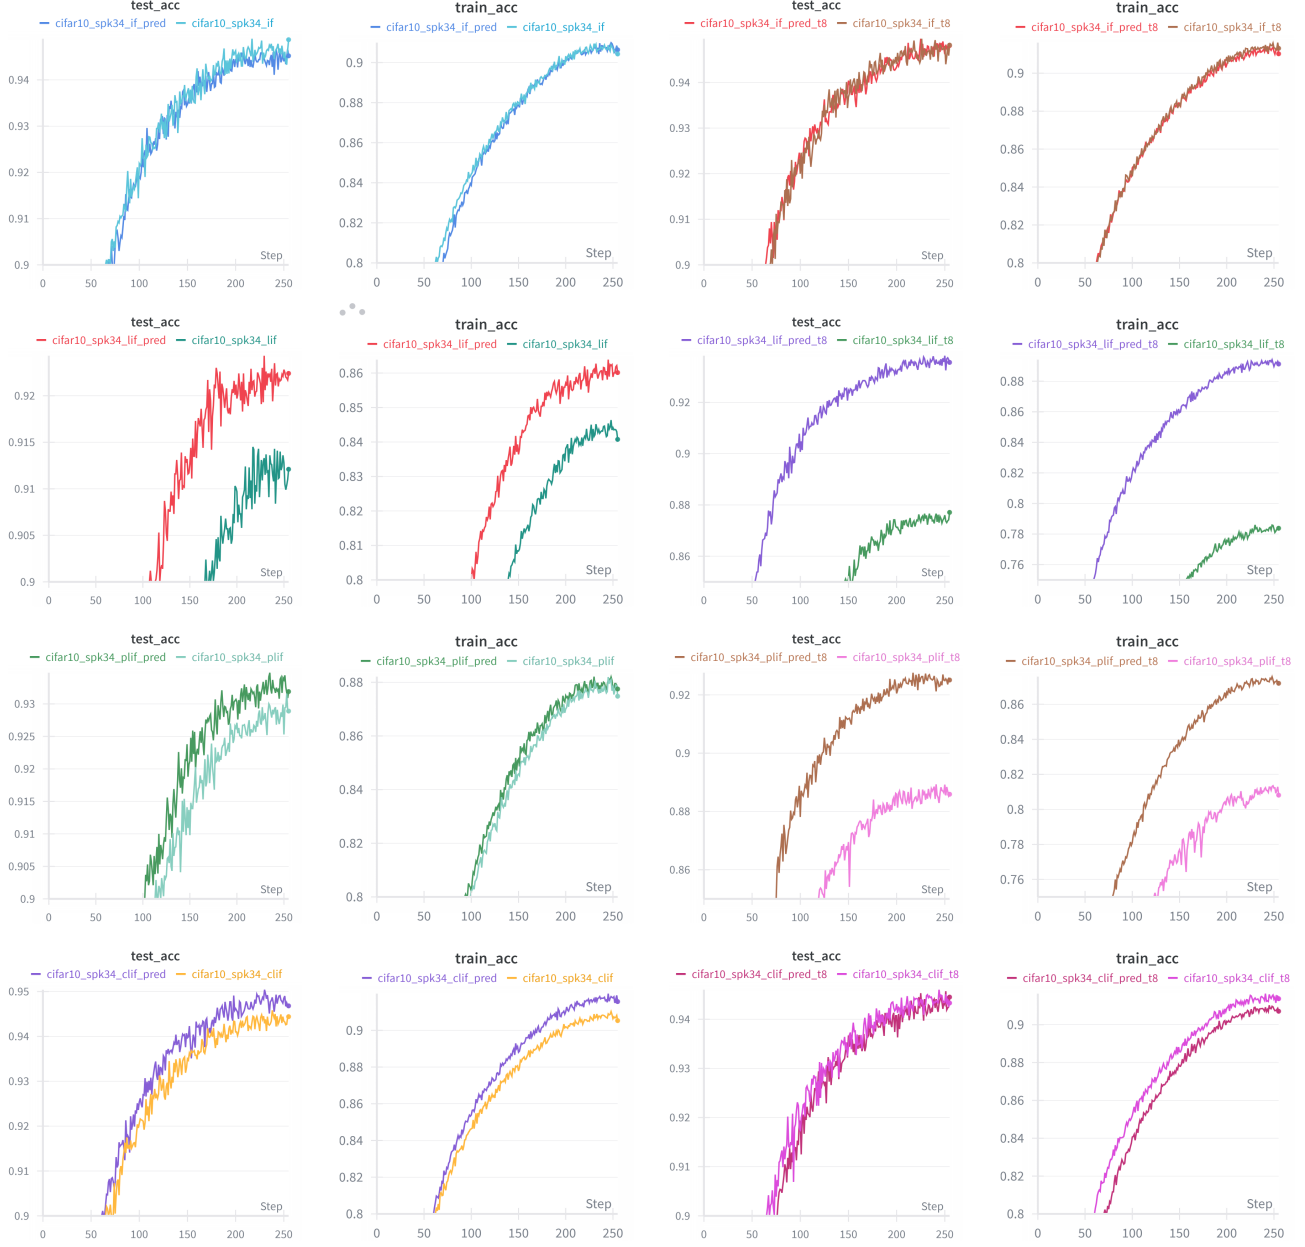 test_acc
cifar10_spk34_if_pred cifar10_spk34_if
0.94
0.93
0.92
0.91
0.9
Step
0 50 100 150 200 250
train_acc
cifar10_spk34_if_pred cifar10_spk34_if
0.9
0.88
0.86
0.84
0.82
0.8
Step
0 50 100 150 200 250
test_acc
cifar10_spk34_if_pred_t8 cifar10_spk34_if_t8
0.94
0.93
0.92
0.91
0.9
Step
0 50 100 150 200 250
train_acc
cifar10_spk34_if_pred_t8 cifar10_spk34_if_t8
0.9
0.88
0.86
0.84
0.82
0.8
Step
0 50 100 150 200 250
test_acc
cifar10_spk34_lif_pred cifar10_spk34_lif
0.92
0.915
0.91
0.905
0.9
Step
0 50 100 150 200 250
train_acc
cifar10_spk34_lif_pred cifar10_spk34_lif
0.86
0.85
0.84
0.83
0.82
0.81
0.8
Step
0 50 100 150 200 250
test_acc
cifar10_spk34_lif_pred_t8 cifar10_spk34_lif_t8
0.92
0.9
0.88
0.86
Step
0 50 100 150 200 250
train_acc
cifar10_spk34_lif_pred_t8 cifar10_spk34_lif_t8
0.88
0.86
0.84
0.82
0.8
0.78
0.76
Step
0 50 100 150 200 250
test_acc
cifar10_spk34_plif_pred cifar10_spk34_plif
0.93
0.925
0.92
0.915
0.91
0.905
0.9
Step
0 50 100 150 200 250
train_acc
cifar10_spk34_plif_pred cifar10_spk34_plif
0.88
0.86
0.84
0.82
0.8
Step
0 50 100 150 200 250
test_acc
cifar10_spk34_plif_pred_t8 cifar10_spk34_plif_t8
0.92
0.9
0.88
0.86
Step
0 50 100 150 200 250
train_acc
cifar10_spk34_plif_pred_t8 cifar10_spk34_plif_t8
0.86
0.84
0.82
0.8
0.78
0.76
Step
0 50 100 150 200 250
test_acc
cifar10_spk34_clif_pred cifar10_spk34_clif
0.95
0.94
0.93
0.92
0.91
0.9
Step
0 50 100 150 200 250
train_acc
cifar10_spk34_clif_pred cifar10_spk34_clif
0.9
0.88
0.86
0.84
0.82
0.8
Step
0 50 100 150 200 250
test_acc
cifar10_spk34_clif_pred_t8 cifar10_spk34_clif_t8
0.94
0.93
0.92
0.91
0.9
Step
0 50 100 150 200 250
train_acc
cifar10_spk34_clif_pred_t8 cifar10_spk34_clif_t8
0.9
0.88
0.86
0.84
0.82
0.8
Step
0 50 100 150 200 250